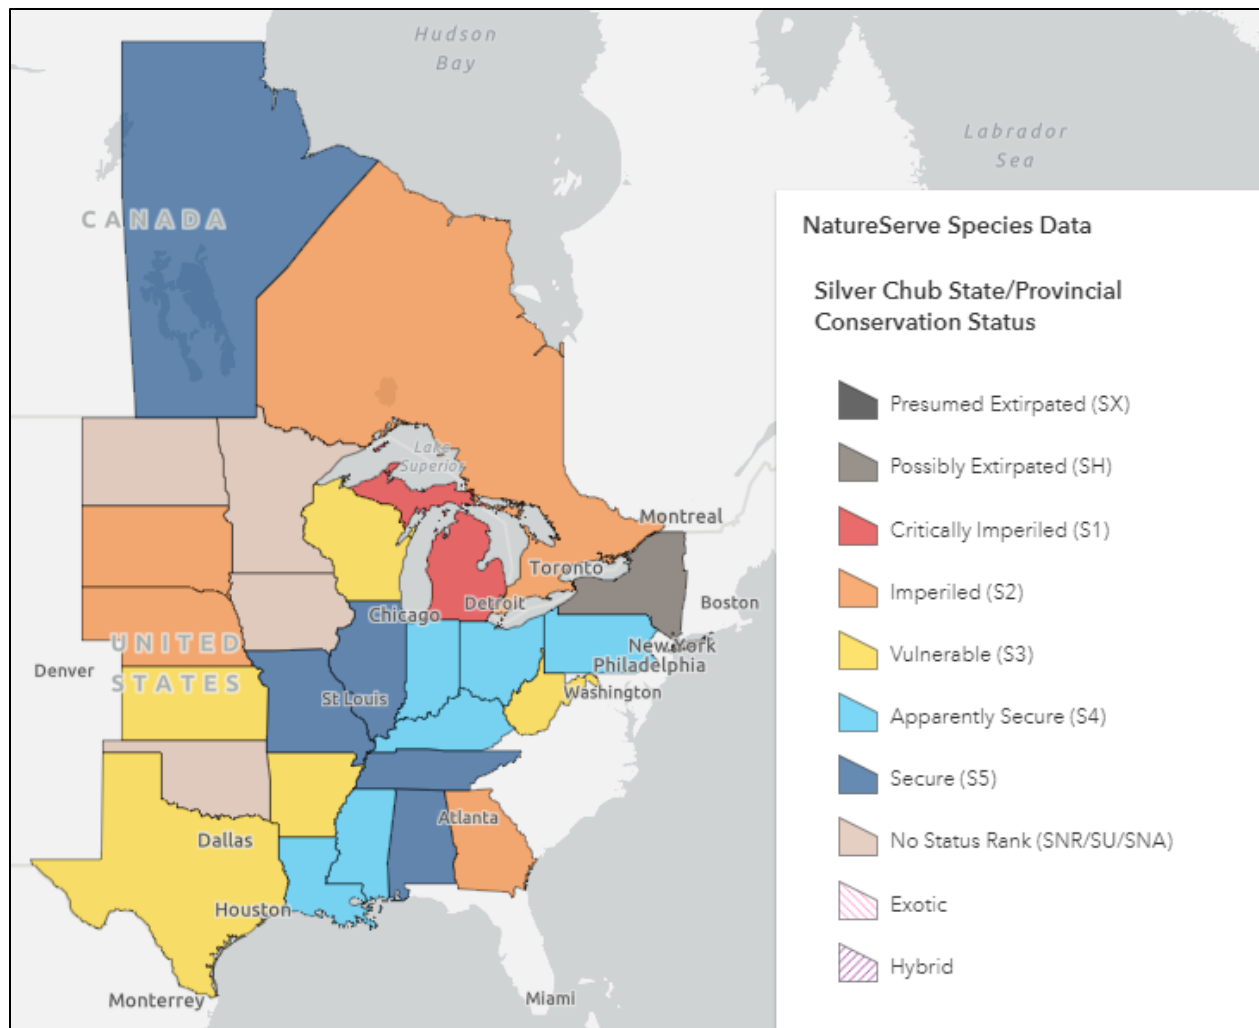 Hudson
Bay
Labrador
Sea
CANADA
Lake
Superior
Montreal
Toronto
Boston
Chicago
Detroit
UNITED
STATES
New York
Philadelphia
Denver
Washington
St Louis
Atlanta
Dallas
Houston
Monterrey
Miami
NatureServe Species Data
Silver Chub State/Provincial
Conservation Status
Presumed Extirpated (SX)
Possibly Extirpated (SH)
Critically Imperiled (S1)
Imperiled (S2)
Vulnerable (S3)
Apparently Secure (S4)
Secure (S5)
No Status Rank (SNR/SU/SNA)
Exotic
Hybrid